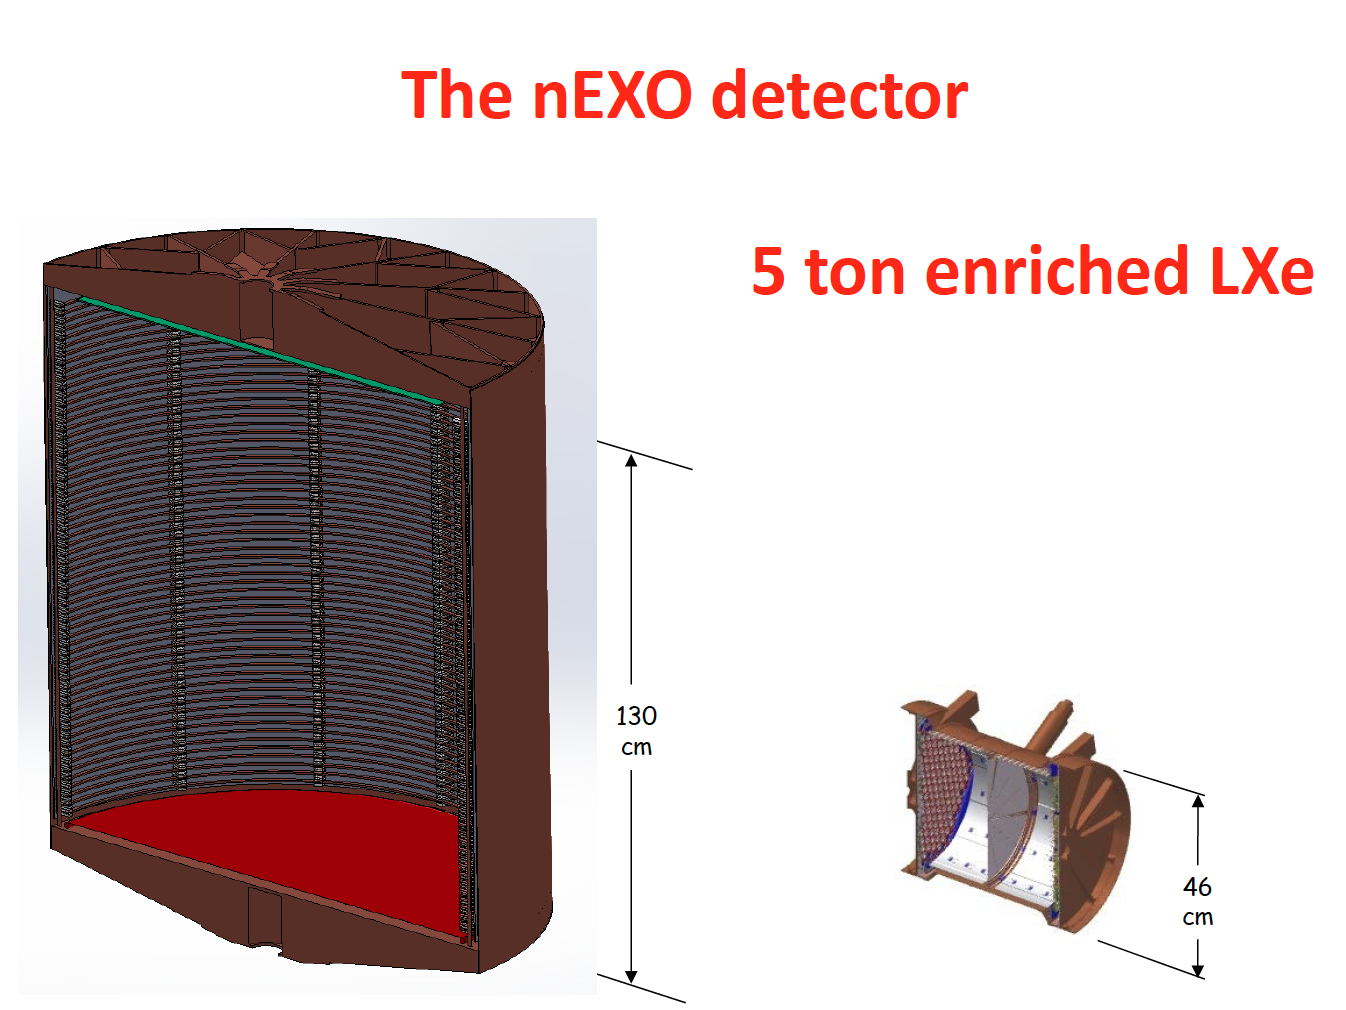 The nEXO detector
5 ton enriched LXe
130
cm
46
cm